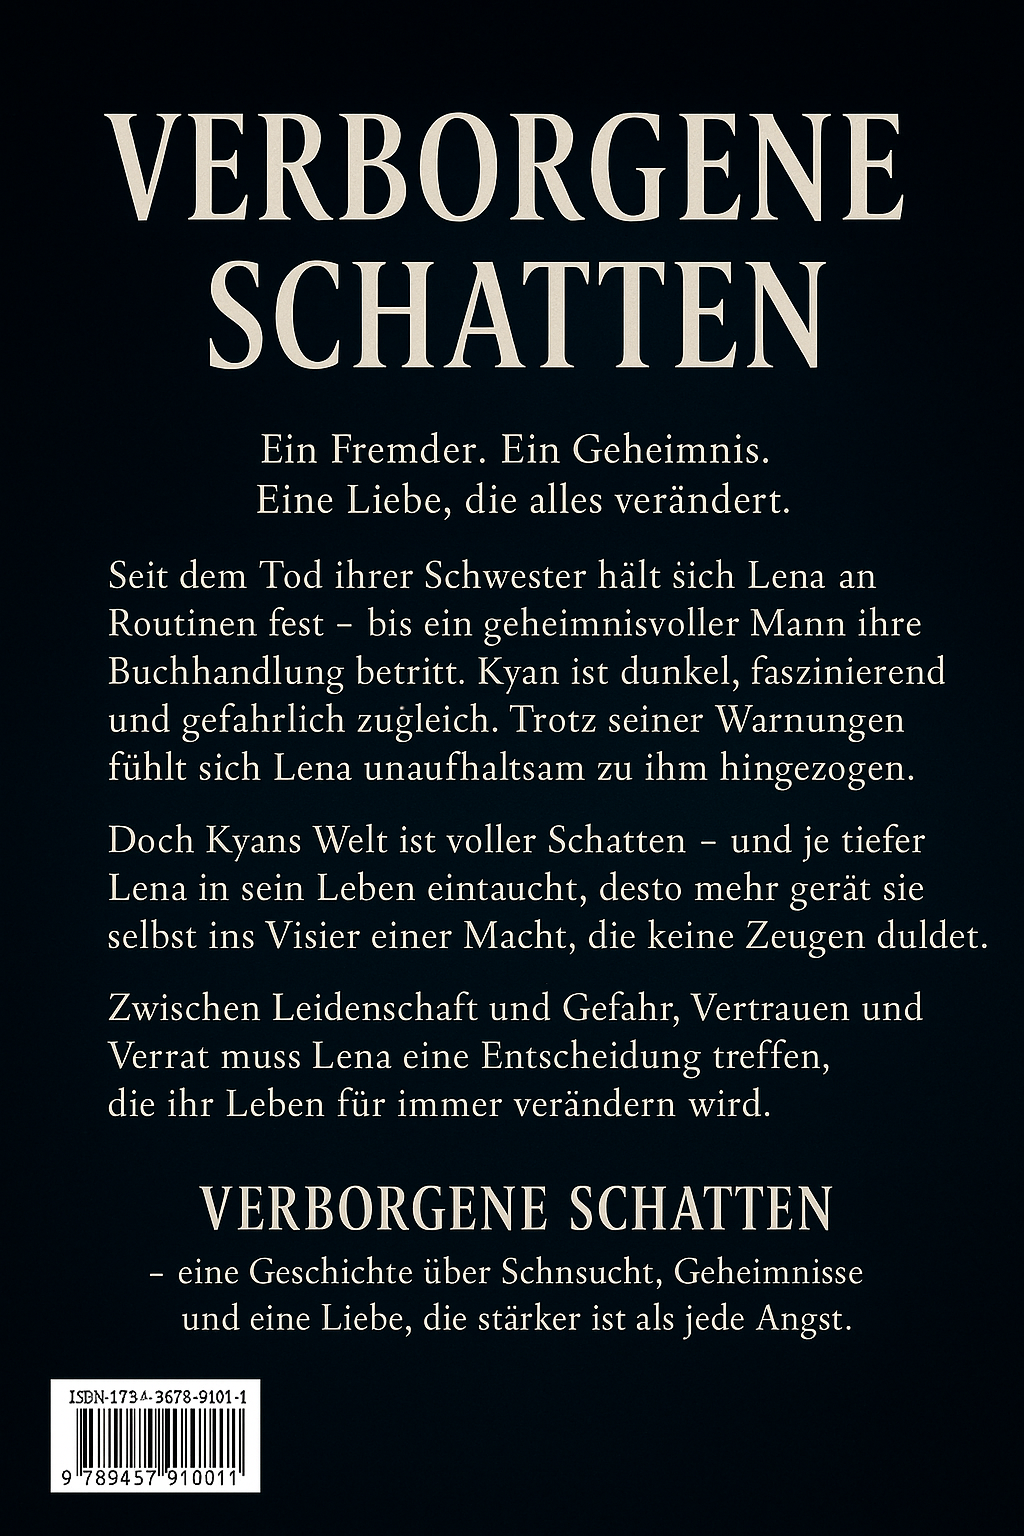 VERBORGENE
SCHATTEN
Ein Fremder. Ein Geheimnis.
Eine Liebe, die alles verändert.
Seit dem Tod ihrer Schwester hält sich Lena an
Routinen fest – bis ein geheimnisvoller Mann ihre
Buchhandlung betritt. Kyan ist dunkel, faszinierend
und gefahrlich zugleich. Trotz seiner Warnungen
fühlt sich Lena unaufhaltsam zu ihm hingezogen.
Doch Kyans Welt ist voller Schatten – und je tiefer
Lena in sein Leben eintaucht, desto mehr gerät sie
selbst ins Visier einer Macht, die keine Zeugen duldet.
Zwischen Leidenschaft und Gefahr, Vertrauen und
Verrat muss Lena eine Entscheidung treffen,
die ihr Leben für immer verändern wird.
VERBORGENE SCHATTEN
– eine Geschichte über Schnsucht, Geheimnisse
und eine Liebe, die stärker ist als jede Angst.
9 789457 910011